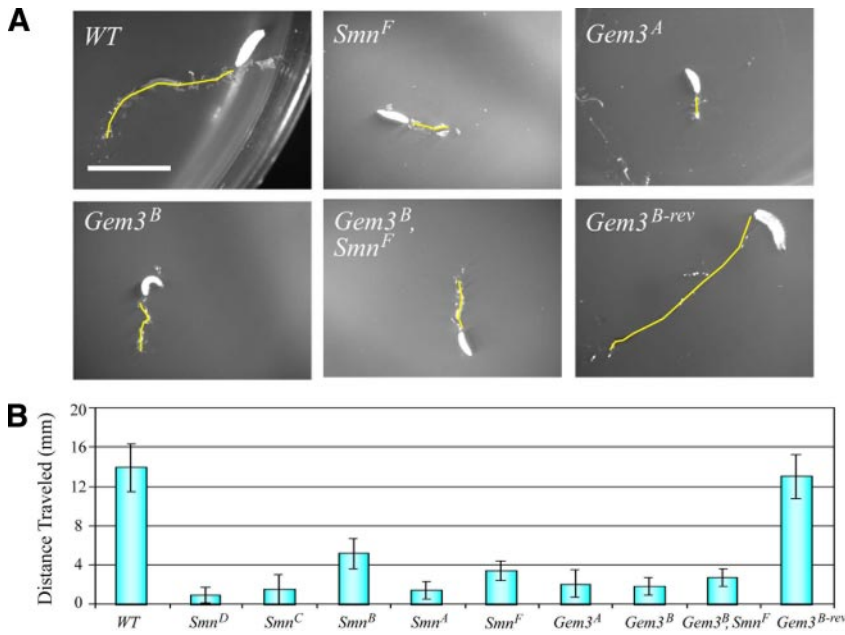 A
WT
Smn^F
Gem3^A
Gem3^B
Gem3^B,
Smn^F
Gem3^B-rev
B
Distance Traveled (mm)
20
16
12
8
4
0
WT
Smn^D
Smn^C
Smn^B
Smn^A
Smn^F
Gem3^A
Gem3^B
Gem3^B, Smn^F
Gem3^B-rev